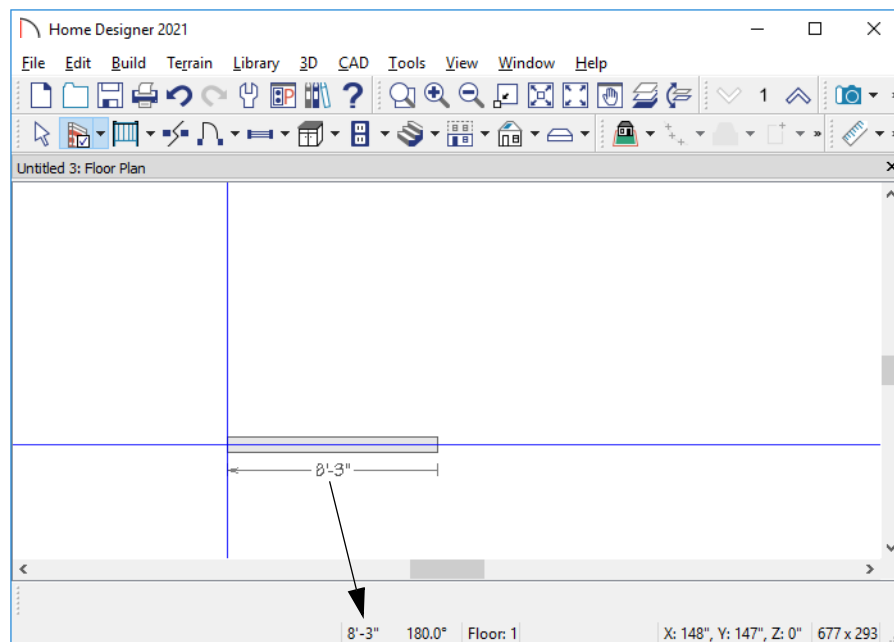 Home Designer 2021
File Edit Build Terrain Library 3D CAD Tools View Window Help
P ? 1
Untitled 3: Floor Plan
8'-3"
8'-3" 180.0° Floor: 1 X: 148", Y: 147", Z: 0" 677 x 293